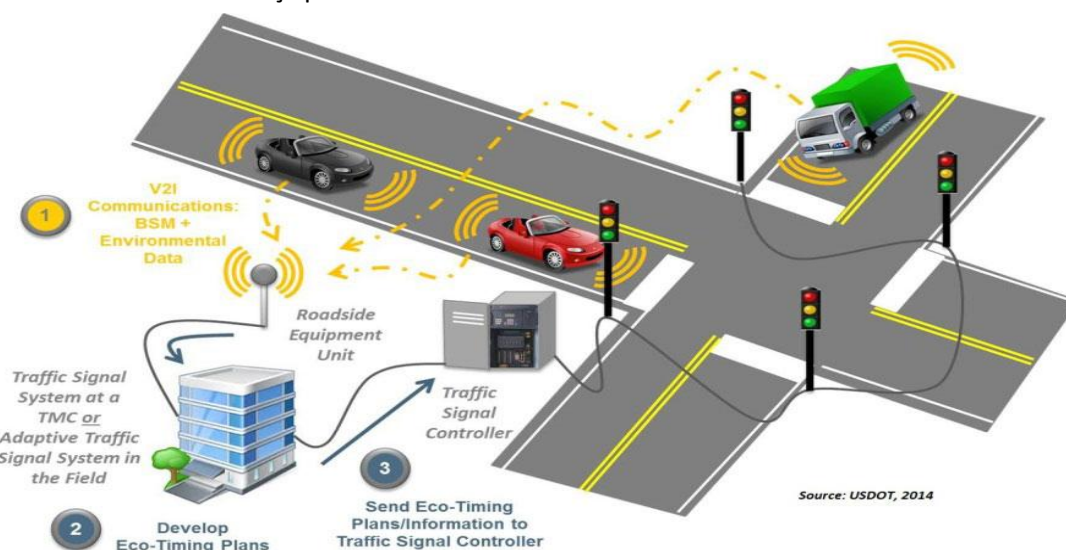 1
V2I
Communications:
BSM +
Environmental
Data
Roadside
Equipment
Unit
Traffic Signal
System at a
TMC or
Adaptive Traffic
Signal System in
the Field
Traffic
Signal
Controller
2
Develop
Eco-Timing Plans
3
Send Eco-Timing
Plans/Information to
Traffic Signal Controller
Source: USDOT, 2014